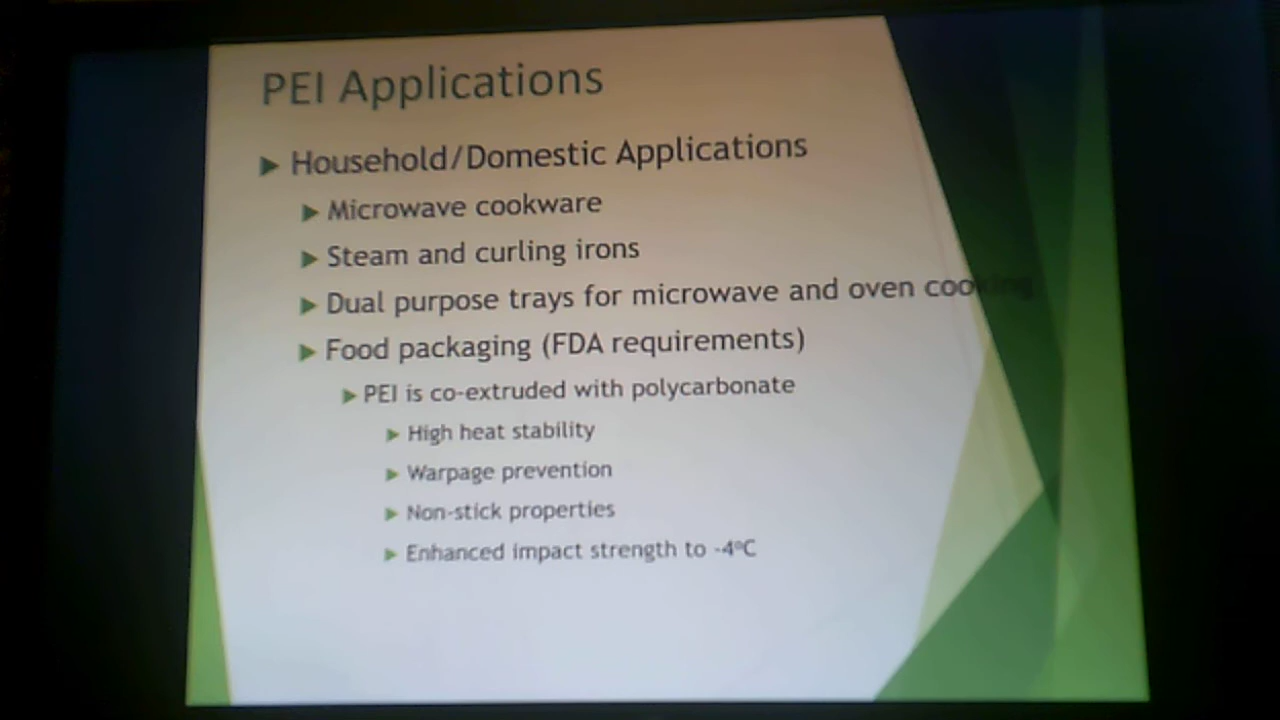 PEI Applications
Household/Domestic Applications
Microwave cookware
Steam and curling irons
Dual purpose trays for microwave and oven cooking
Food packaging (FDA requirements)
PEI is co-extruded with polycarbonate
High heat stability
Warpage prevention
Non-stick properties
Enhanced impact strength to -4ºC